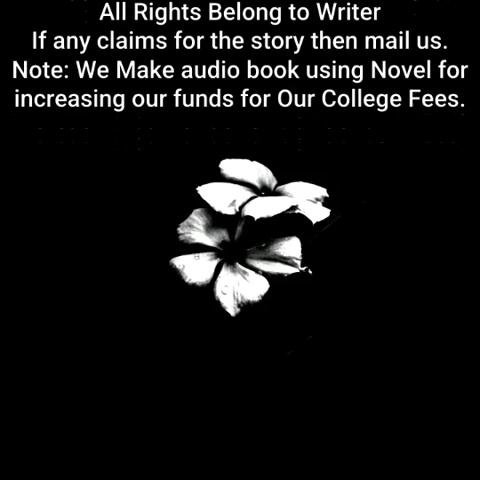 All Rights Belong to Writer
If any claims for the story then mail us.
Note: We Make audio book using Novel for
increasing our funds for Our College Fees.